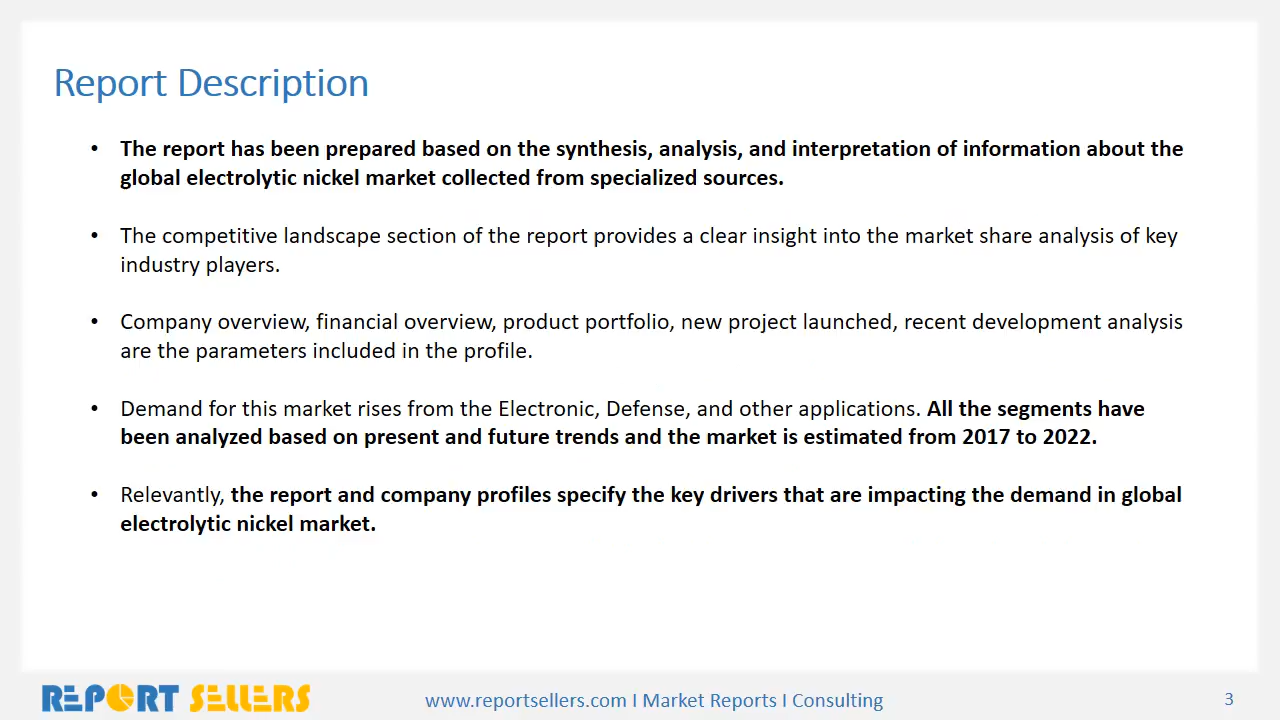 Report Description
• The report has been prepared based on the synthesis, analysis, and interpretation of information about the
global electrolytic nickel market collected from specialized sources.
• The competitive landscape section of the report provides a clear insight into the market share analysis of key
industry players.
• Company overview, financial overview, product portfolio, new project launched, recent development analysis
are the parameters included in the profile.
• Demand for this market rises from the Electronic, Defense, and other applications. All the segments have
been analyzed based on present and future trends and the market is estimated from 2017 to 2022.
• Relevantly, the report and company profiles specify the key drivers that are impacting the demand in global
electrolytic nickel market.
REPORT SELLERS
www.reportsellers.com I Market Reports I Consulting
3